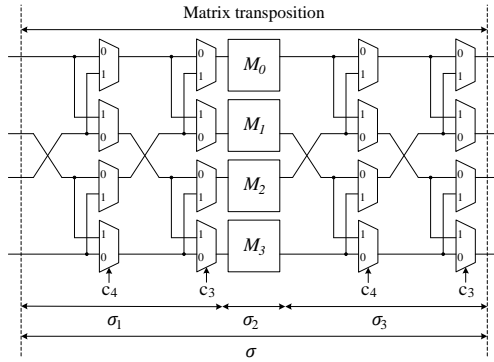 Matrix transposition
0 0 M₀ 0 0
1 1 1 1
1 1 M₁ 1 1
0 0 0 0
0 0 M₂ 0 0
1 1 1 1
1 1 M₃ 1 1
0 0 0 0
c₄ c₃ c₄ c₃
σ₁ σ₂ σ₃
σ